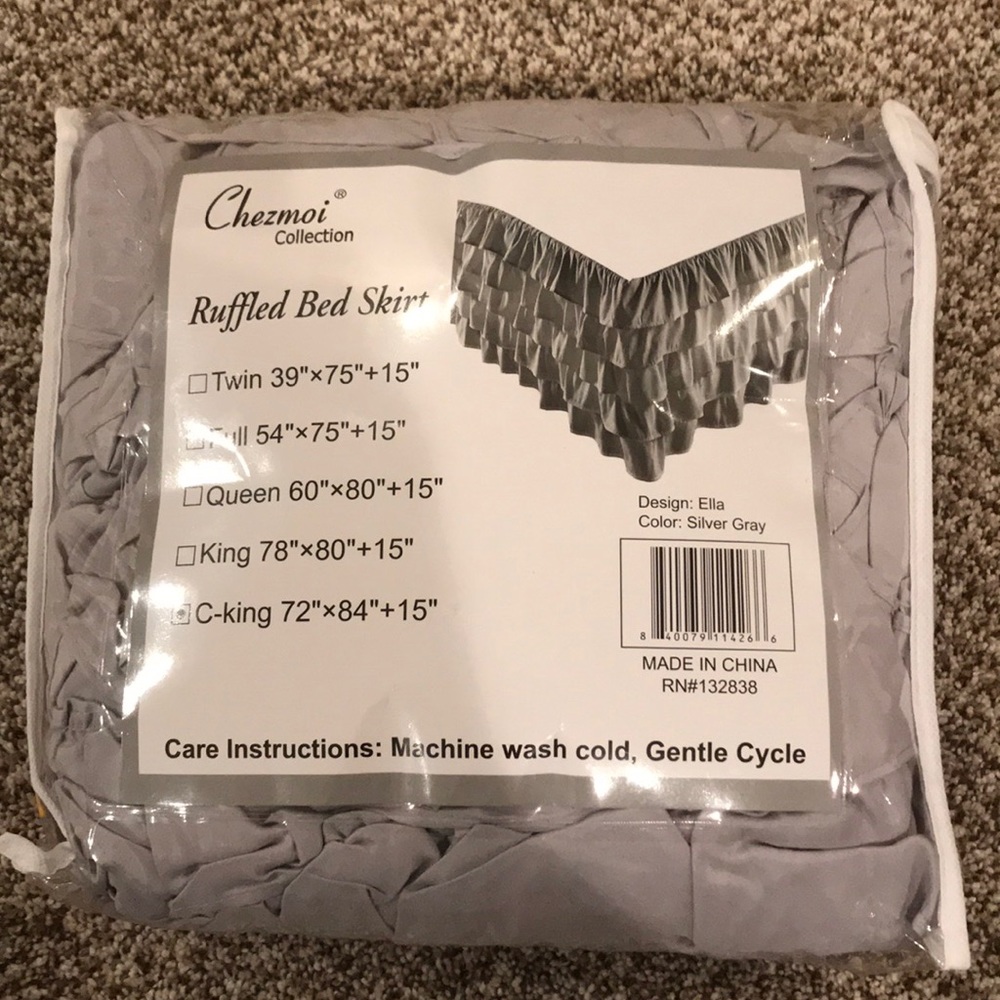 Chezmoi®
Collection
Ruffled Bed Skirt
Twin 39"×75"+15"
Full 54"×75"+15"
Queen 60"×80"+15"
King 78"×80"+15"
C-king 72"×84"+15"
Design: Ella
Color: Silver Gray
8 40079 11426 6
MADE IN CHINA
RN#132838
Care Instructions: Machine wash cold, Gentle Cycle